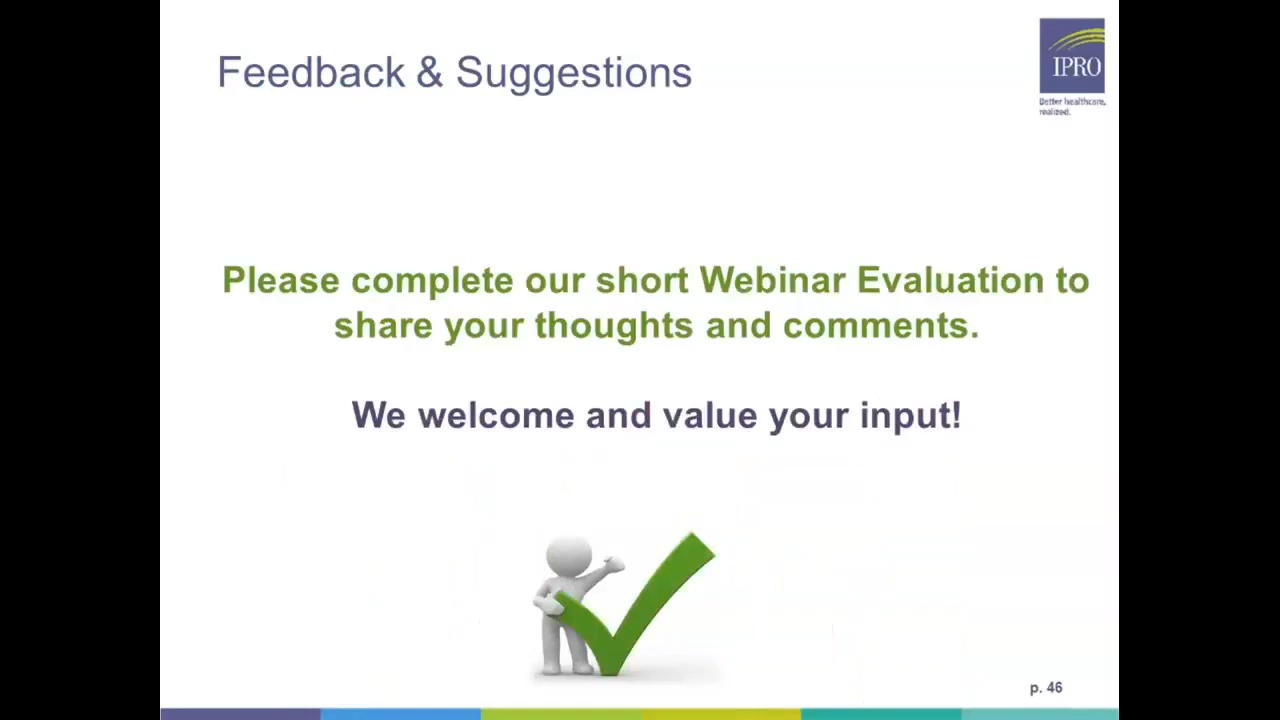 Feedback & Suggestions
IPRO
Better healthcare,
realized.
Please complete our short Webinar Evaluation to
share your thoughts and comments.
We welcome and value your input!
p. 46